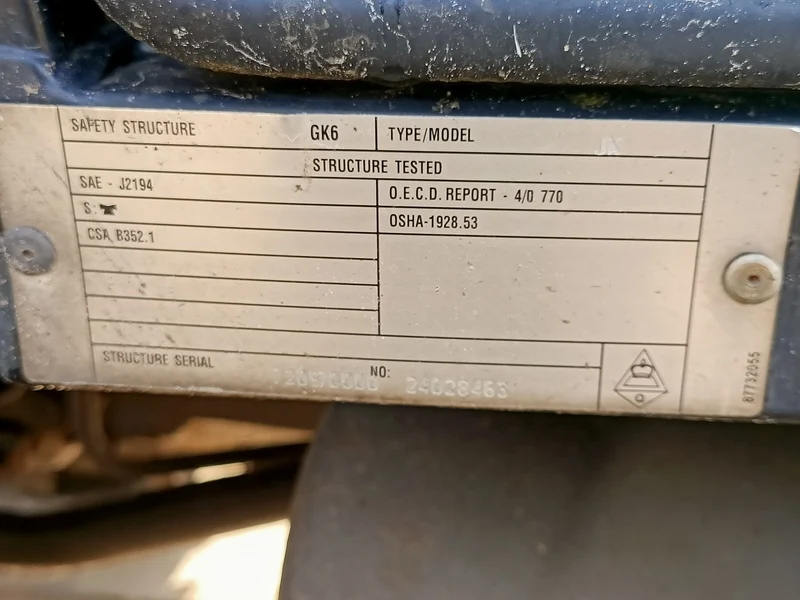 SAFETY STRUCTURE GK6 TYPE/MODEL JN
STRUCTURE TESTED
SAE - J2194 O.E.C.D. REPORT - 4/0 770
S: OSHA-1928.53
CSA B352.1
STRUCTURE SERIAL NO: 24028463
87732055